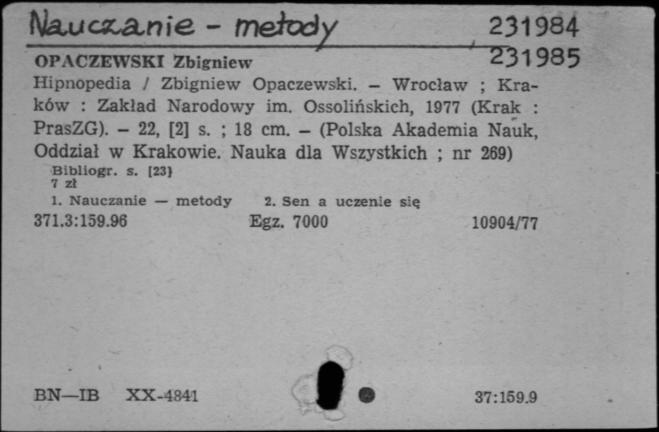 Nauczanie - metody 231984
231985
OPACZEWSKI Zbigniew
Hipnopedia / Zbigniew Opaczewski. — Wrocław ; Kra-
ków : Zakład Narodowy im. Ossolińskich, 1977 (Krak :
PrasZG). — 22, [2] s. ; 18 cm. — (Polska Akademia Nauk,
Oddział w Krakowie. Nauka dla Wszystkich ; nr 269)
Bibliogr. s. [23}
7 zł
1. Nauczanie — metody 2. Sen a uczenie się
371.3:159.96 Egz. 7000 10904/77
BN—IB XX-4841 37:159.9